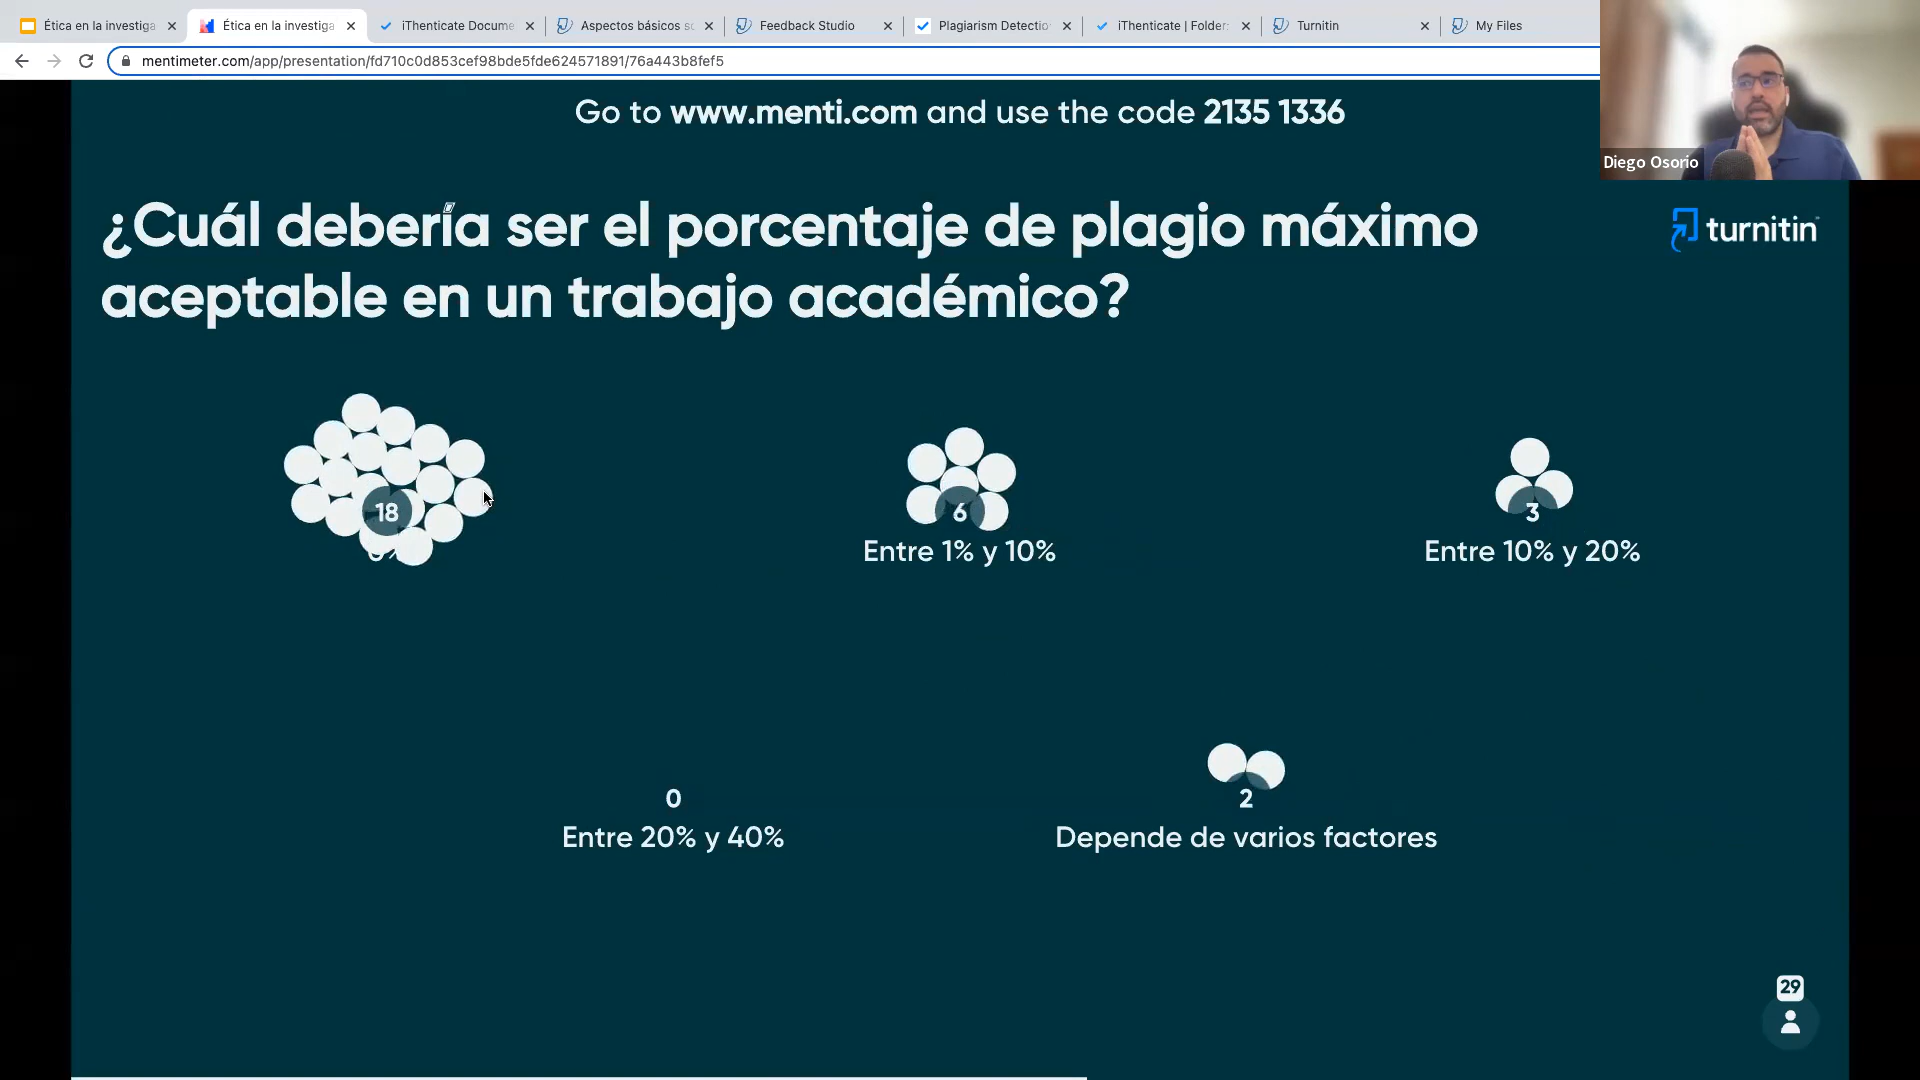 Ética en la investiga
Ética en la investiga
iThenticate Docume
Aspectos básicos so
Feedback Studio
Plagiarism Detectio
iThenticate | Folder:
Turnitin
My Files
mentimeter.com/app/presentation/fd710c0d853cef98bde5fde624571891/76a443b8fef5
Go to www.menti.com and use the code 2135 1336
Diego Osorio
¿Cuál debería ser el porcentaje de plagio máximo
aceptable en un trabajo académico?
turnitin
18
6
Entre 1% y 10%
3
Entre 10% y 20%
0
Entre 20% y 40%
2
Depende de varios factores
29